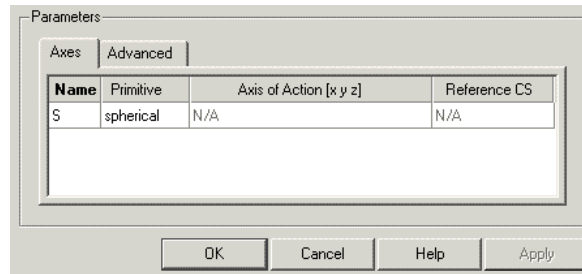 Parameters
Axes Advanced
Name Primitive Axis of Action [x y z] Reference CS
S spherical N/A N/A
OK Cancel Help Apply